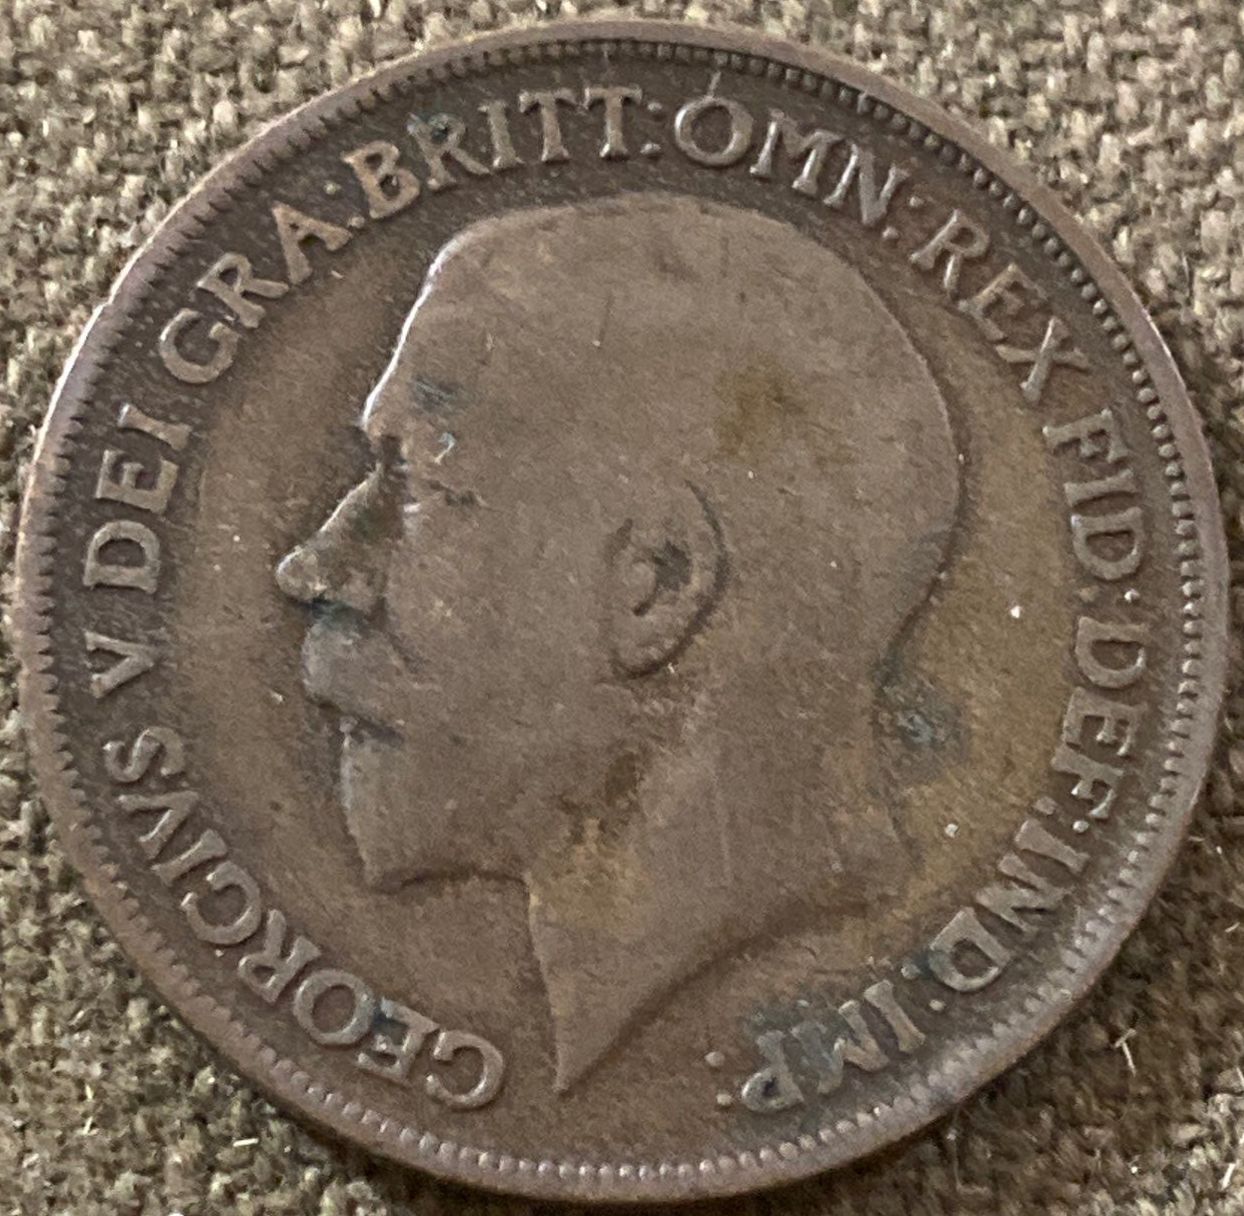 GEORGIVS V DEI GRA: BRITT: OMN: REX FID: DEF: IND: IMP: